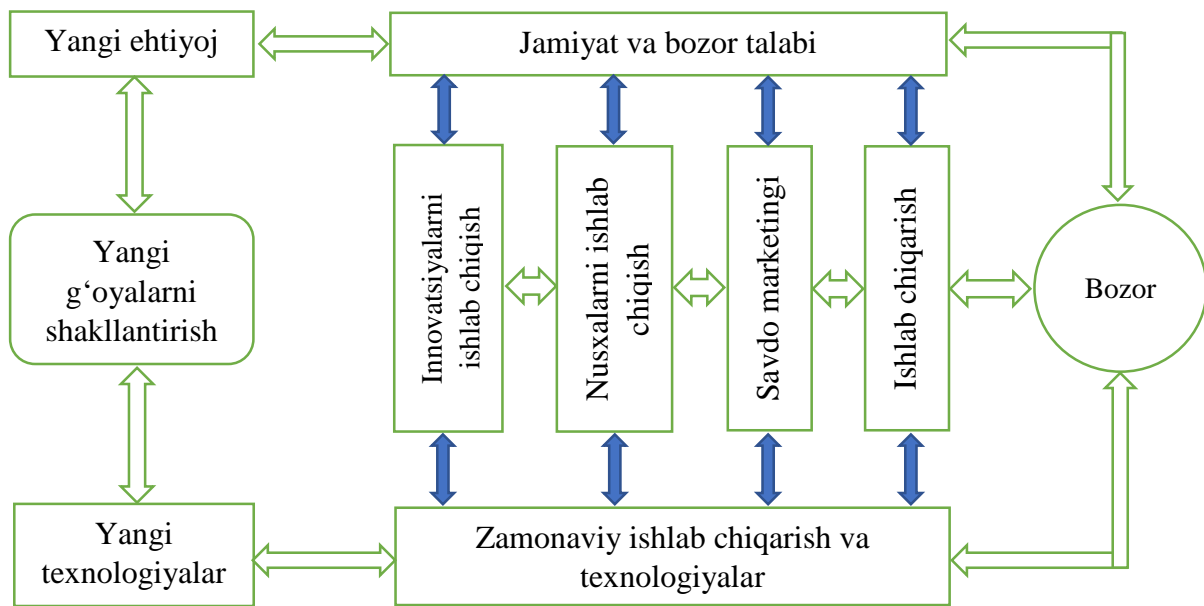 Yangi ehtiyoj
Jamiyat va bozor talabi
Yangi
g‘oyalarni
shakllantirish
Innovatsiyalarni
ishlab chiqish
Nusxalarni ishlab
chiqish
Savdo marketingi
Ishlab chiqarish
Bozor
Yangi
texnologiyalar
Zamonaviy ishlab chiqarish va
texnologiyalar